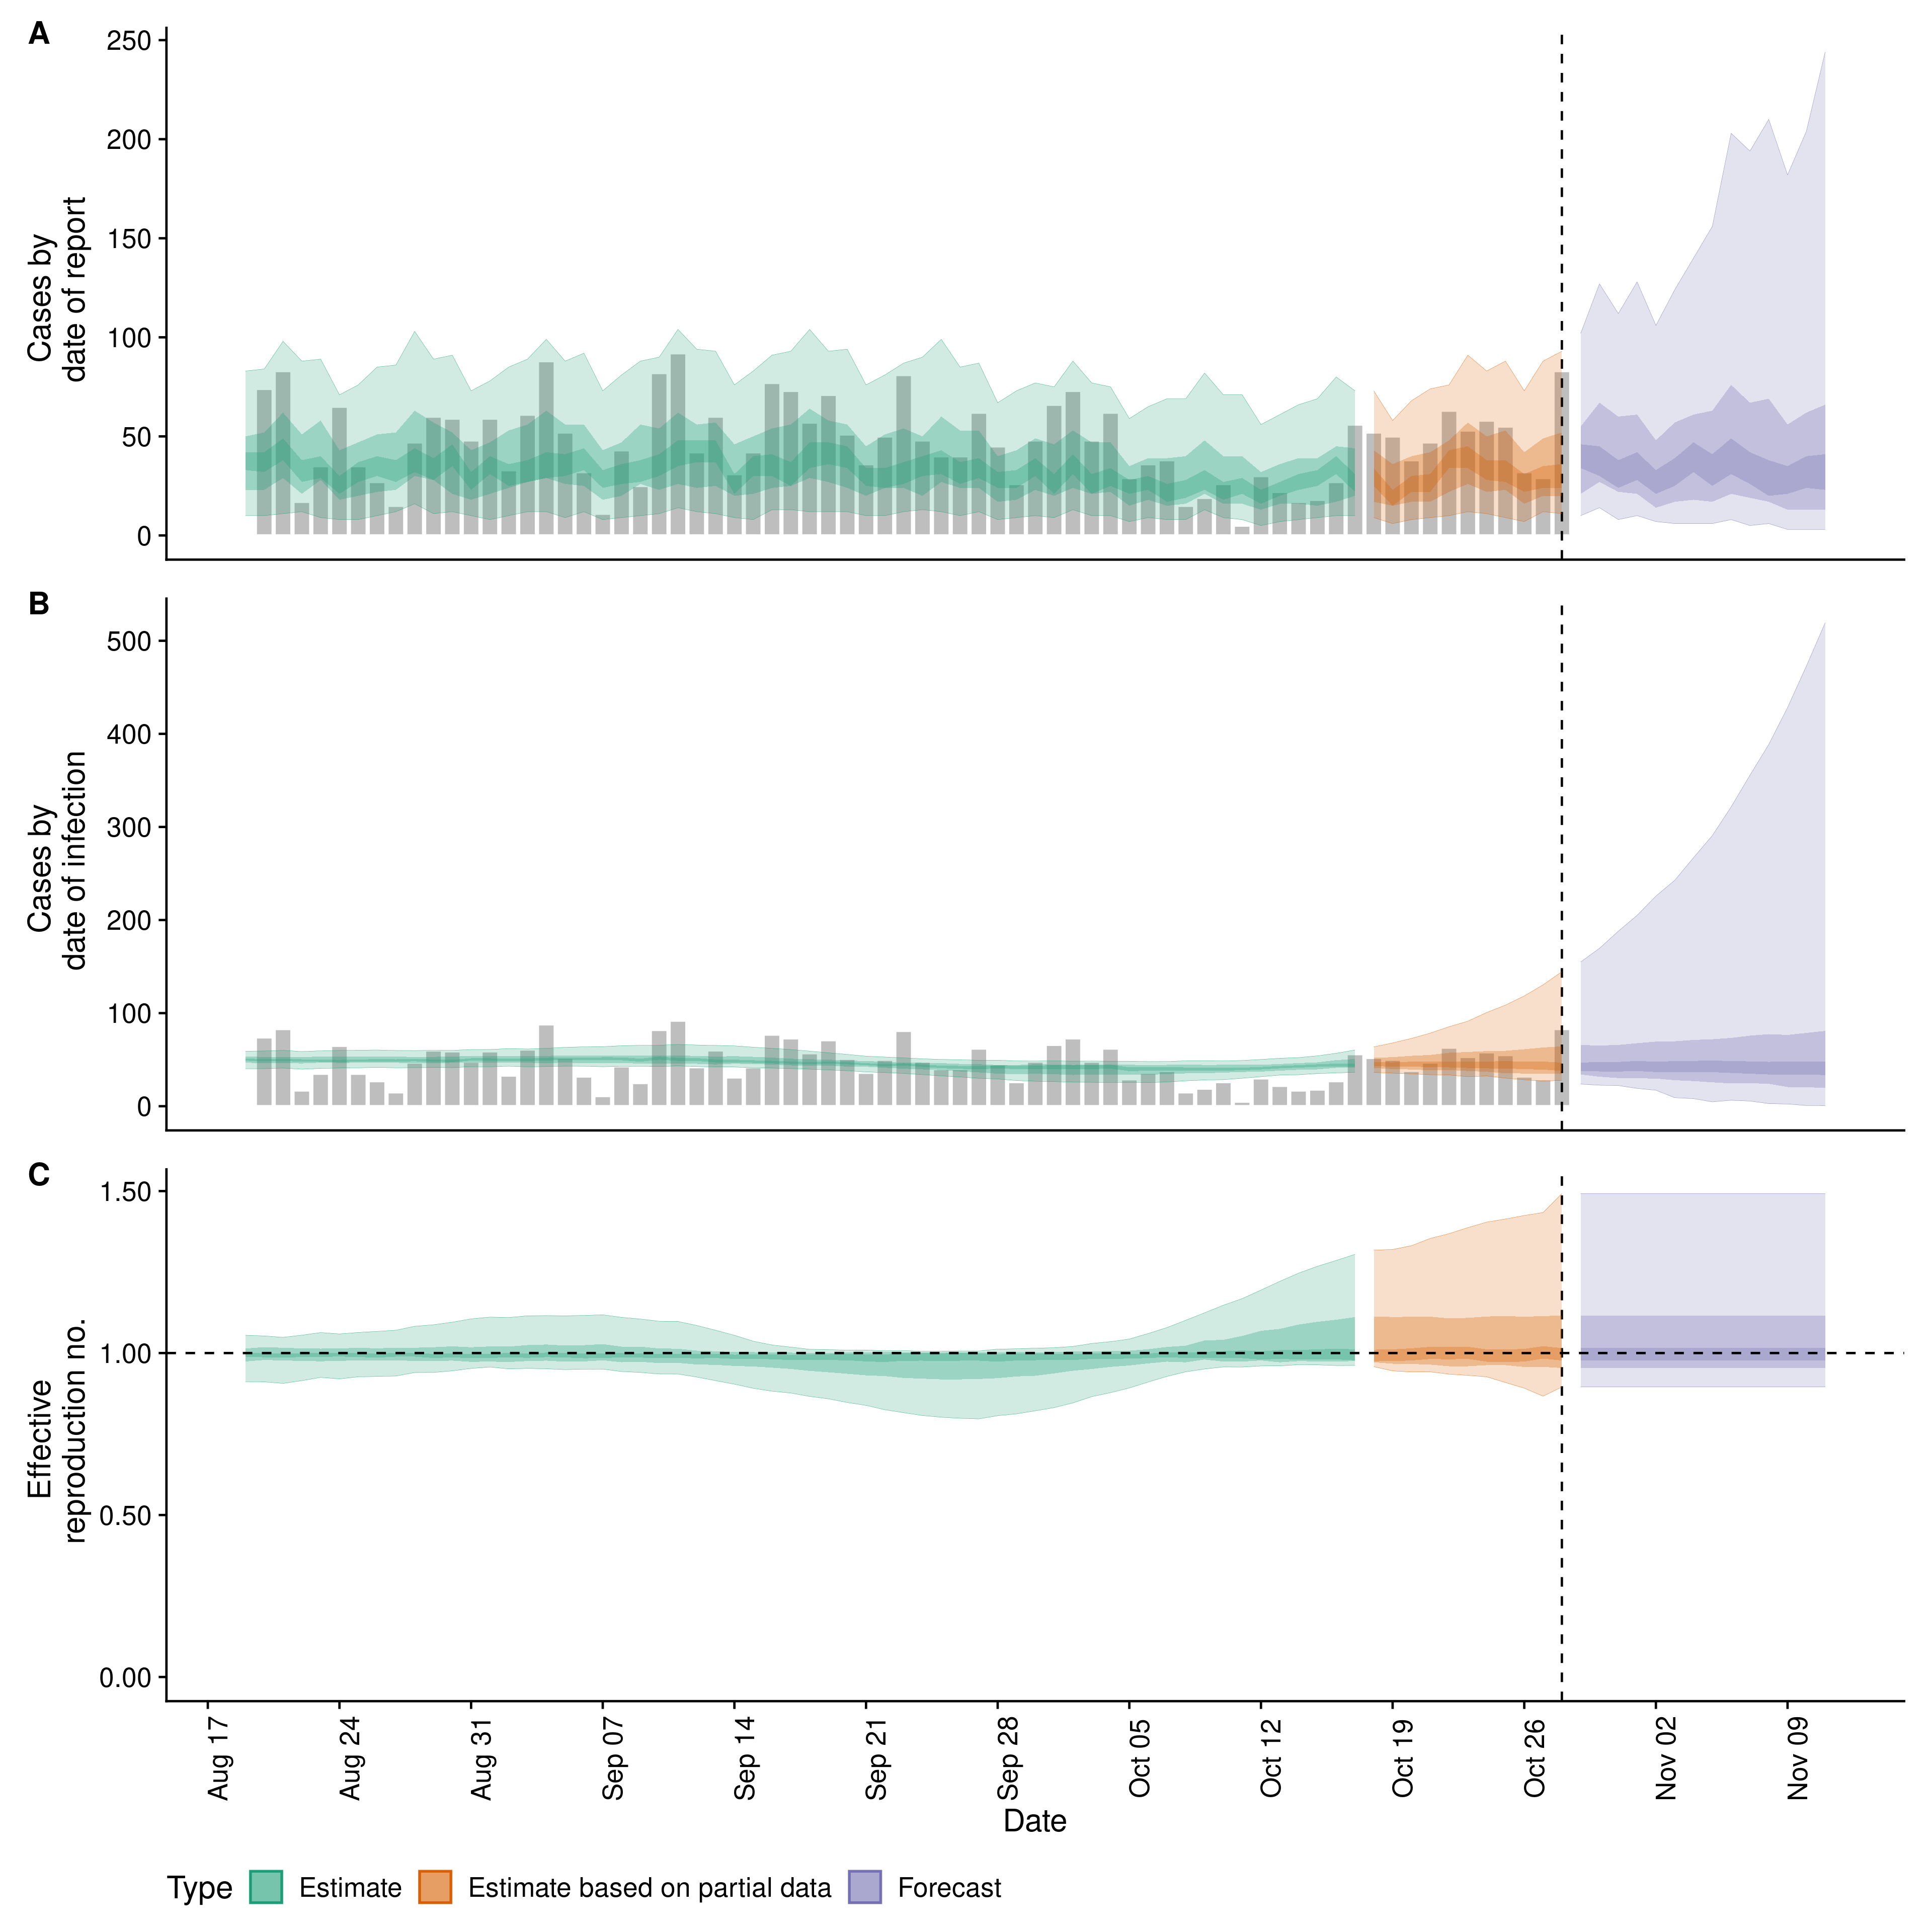 A
250
200
150
100
50
0
Cases by
date of report
B
500
400
300
200
100
0
Cases by
date of infection
C
1.50
1.00
0.50
0.00
Effective
reproduction no.
Aug 17
Aug 24
Aug 31
Sep 07
Sep 14
Sep 21
Sep 28
Oct 05
Oct 12
Oct 19
Oct 26
Nov 02
Nov 09
Date
Type Estimate Estimate based on partial data Forecast